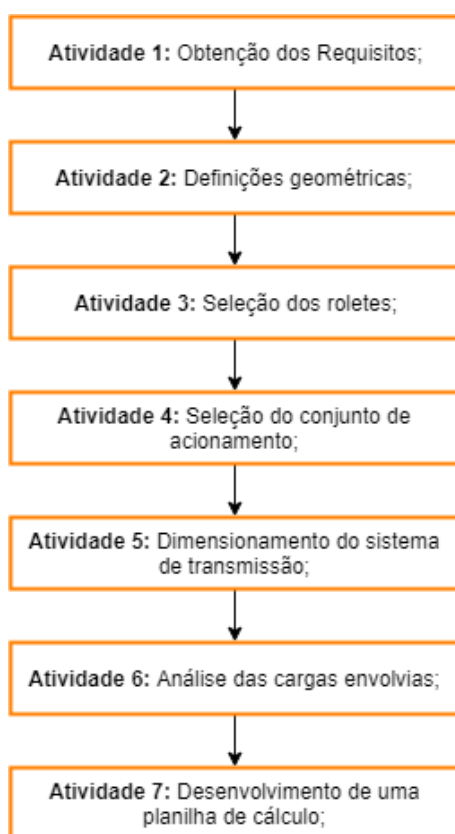 Atividade 1: Obtenção dos Requisitos;
Atividade 2: Definições geométricas;
Atividade 3: Seleção dos roletes;
Atividade 4: Seleção do conjunto de
acionamento;
Atividade 5: Dimensionamento do sistema
de transmissão;
Atividade 6: Análise das cargas envolvias;
Atividade 7: Desenvolvimento de uma
planilha de cálculo;